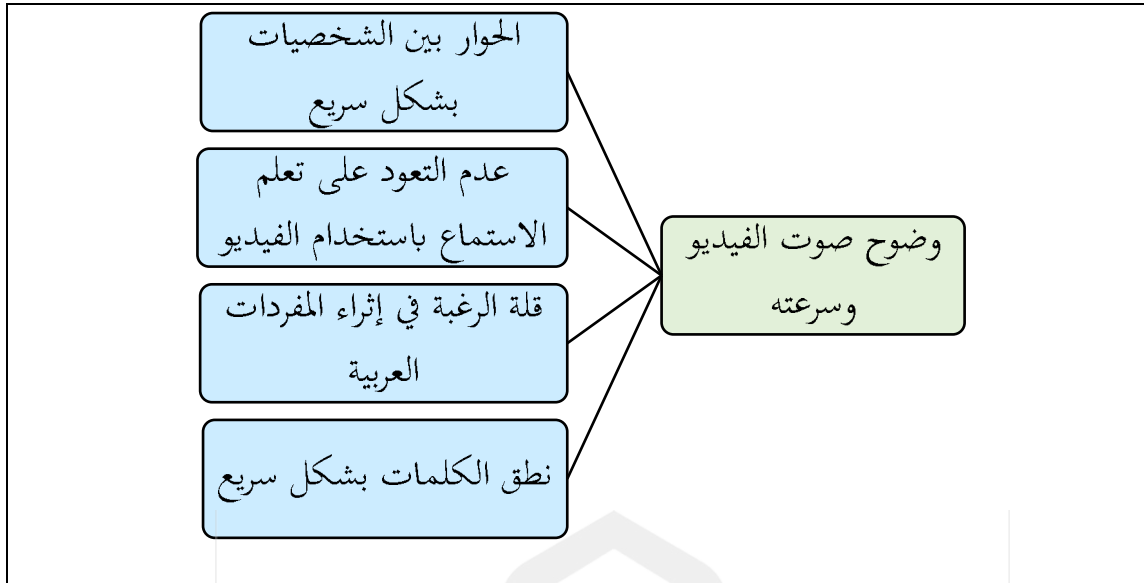 وضوح صوت الفيديو
وسرعته
الحوار بين الشخصيات
بشكل سريع
عدم التعود على تعلم
الاستماع باستخدام الفيديو
قلة الرغبة في إثراء المفردات
العربية
نطق الكلمات بشكل سريع